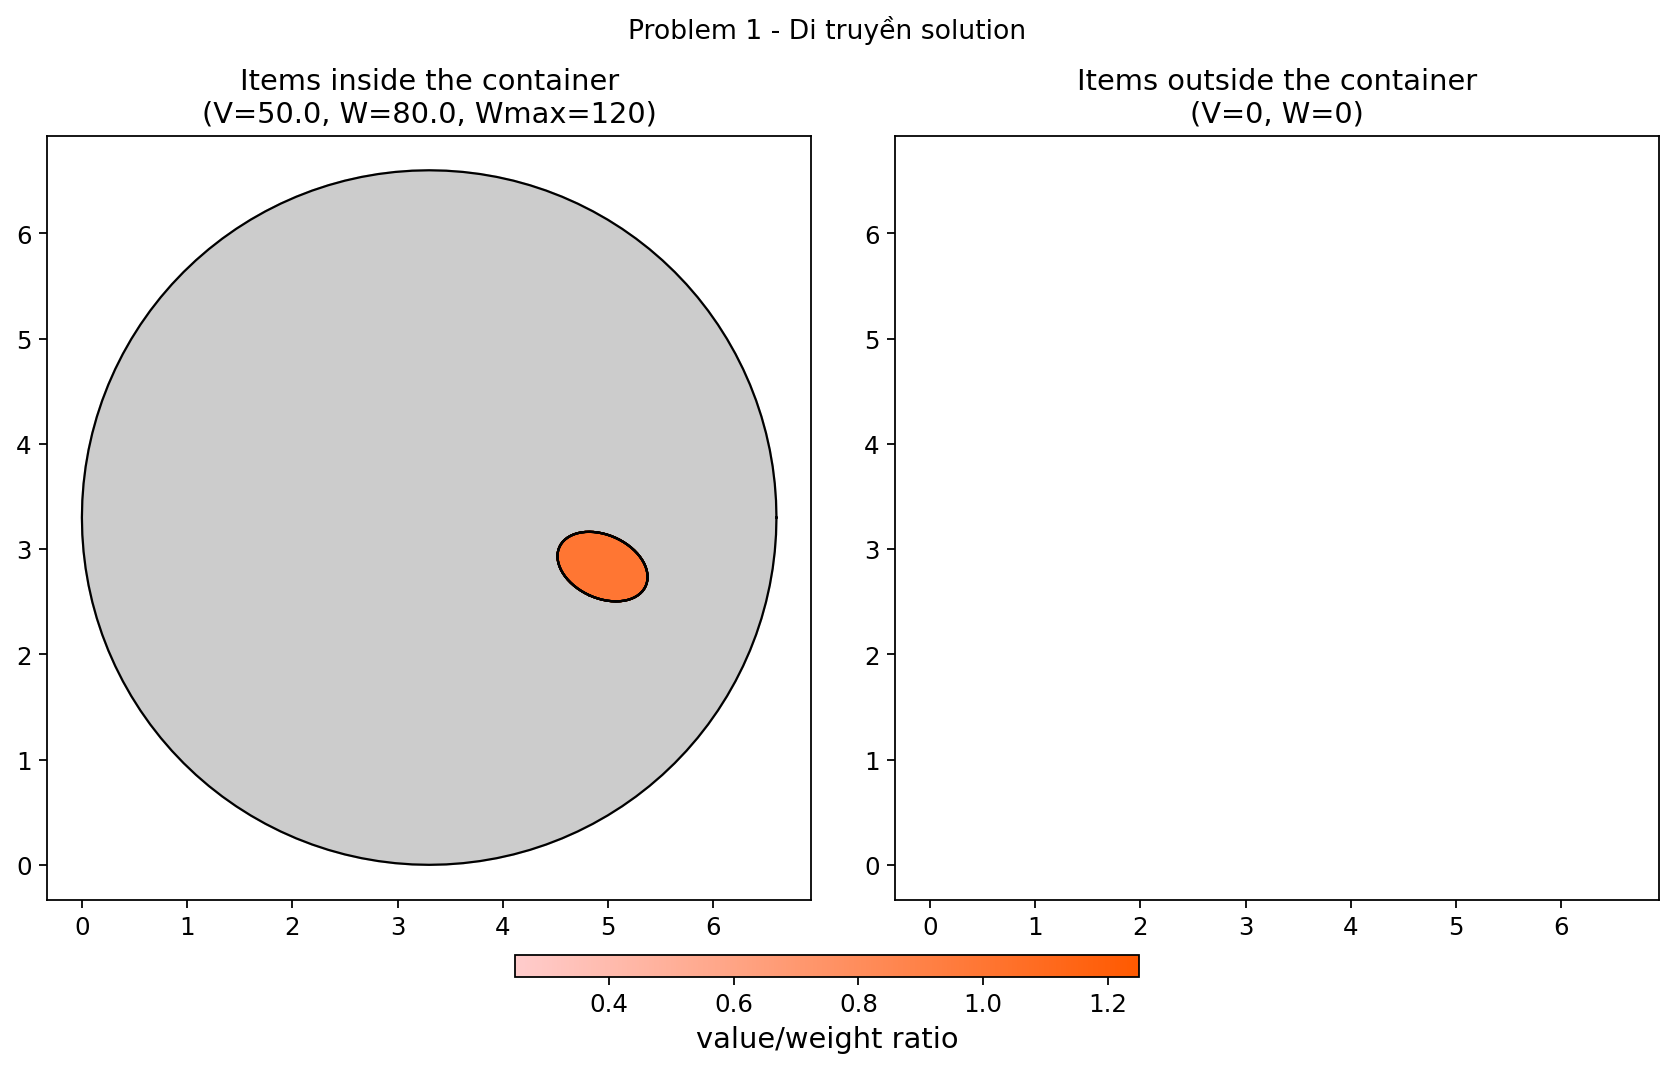 Problem 1 - Di truyền solution
Items inside the container
(V=50.0, W=80.0, Wmax=120)
6
5
4
3
2
1
0
0 1 2 3 4 5 6
Items outside the container
(V=0, W=0)
6
5
4
3
2
1
0
0 1 2 3 4 5 6
0.4 0.6 0.8 1.0 1.2
value/weight ratio